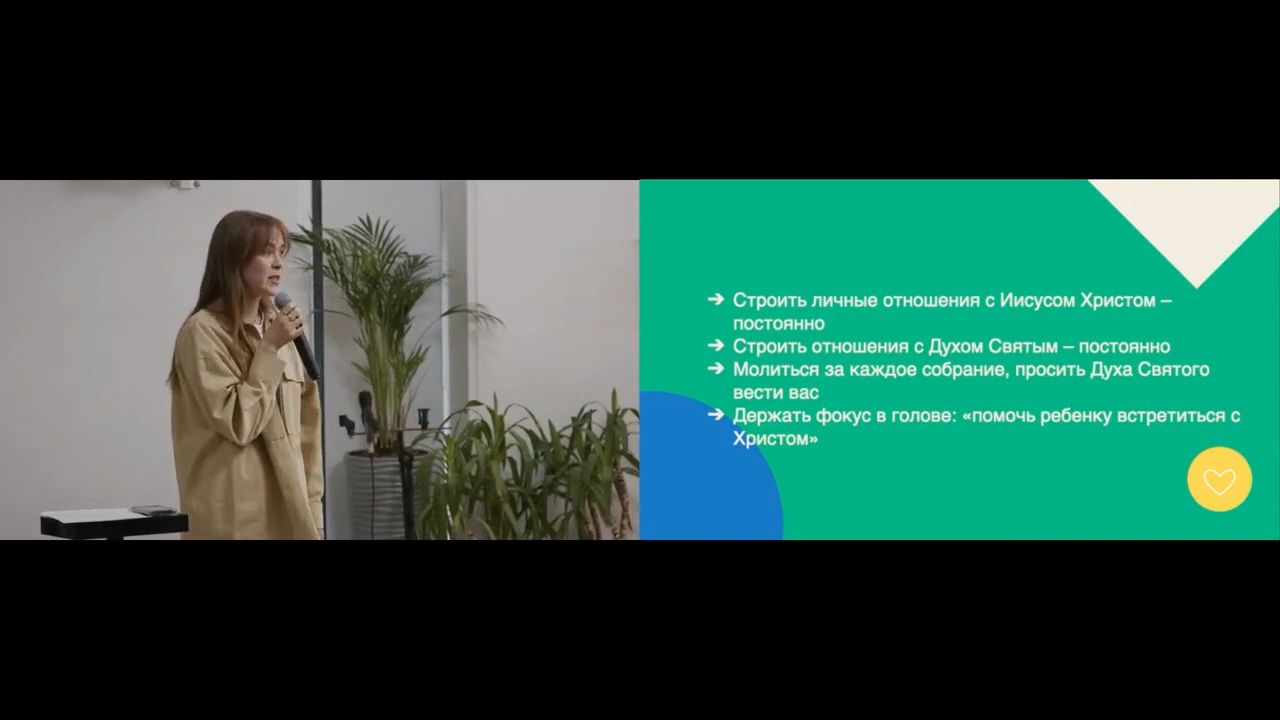 ➔ Строить личные отношения с Иисусом Христом –
постоянно
➔ Строить отношения с Духом Святым – постоянно
➔ Молиться за каждое собрание, просить Духа Святого
вести вас
➔ Держать фокус в голове: «помочь ребенку встретиться с
Христом»